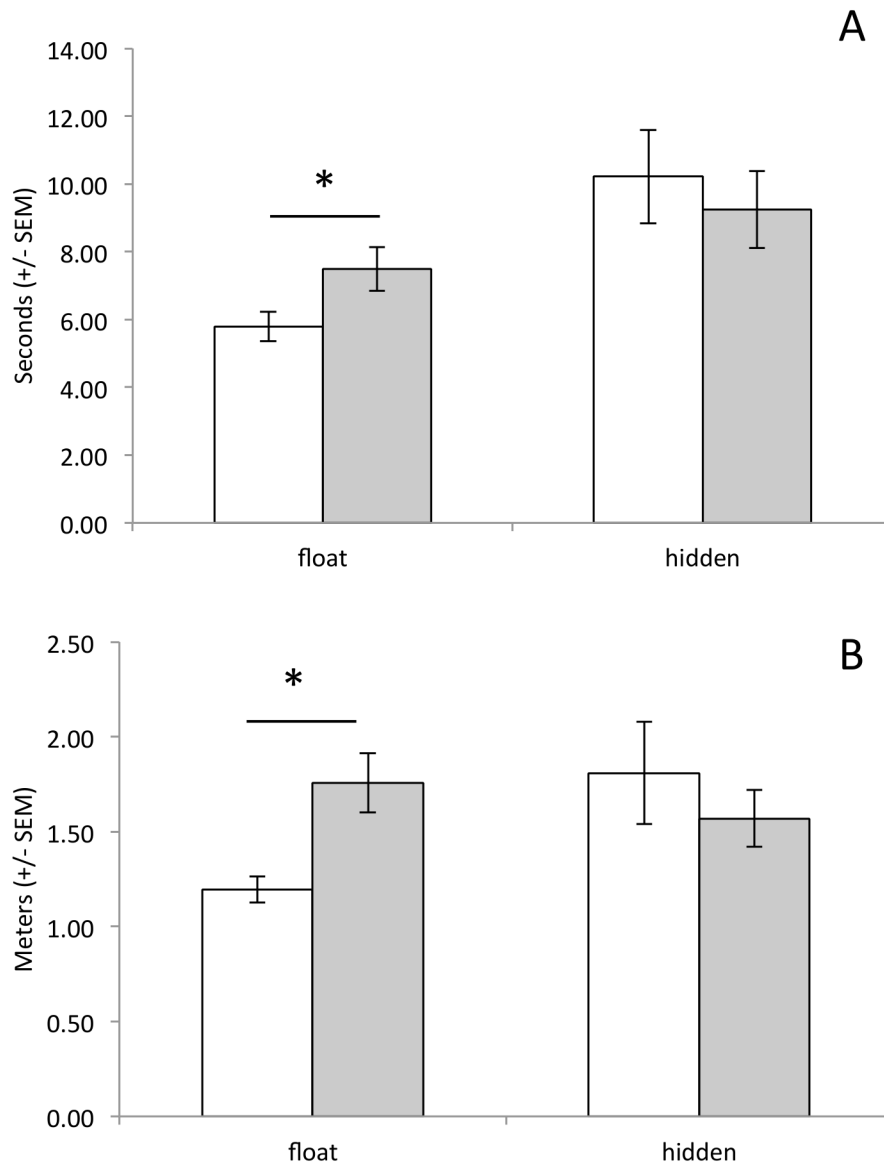 A
14.00
12.00
10.00
8.00
6.00
4.00
2.00
0.00
Seconds (+/- SEM)
*
float
hidden
B
2.50
2.00
1.50
1.00
0.50
0.00
Meters (+/- SEM)
*
float
hidden